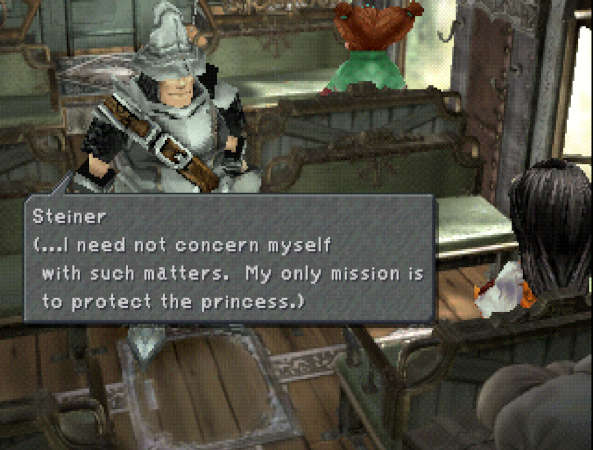 Steiner
(...I need not concern myself
with such matters. My only mission is
to protect the princess.)